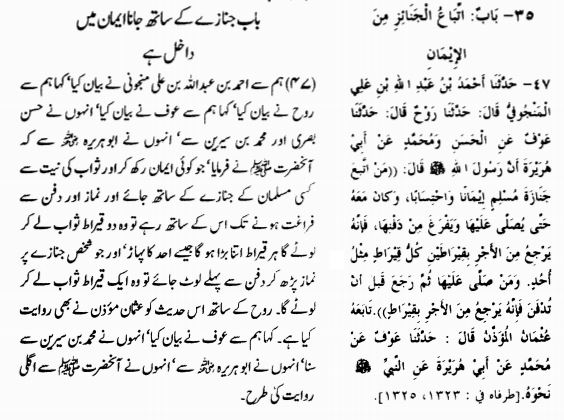 ٣٥- بَابٌ: اتِّبَاعُ الْجَنَائِزِ مِنَ
الإِيْمَانِ
٤٧- حَدَّثَنَا أَحْمَدُ بْنُ عَبْدِ اللهِ بْنِ عَلِي
الْمَنْجُوفِيُّ قَالَ: حَدَّثَنَا رَوْحٌ قَالَ: حَدَّثَنَا
عَوْفٌ عَنِ الْحَسَنِ وَمُحَمَّدٍ عَنْ أَبِي
هُرَيْرَةَ أَنَّ رَسُولَ اللهِ ﷺ قَالَ: ((مَنِ اتَّبَعَ
جَنَازَةَ مُسْلِمٍ إِيْمَانًا وَاحْتِسَابًا، وَكَانَ مَعَهُ
حَتَّى يُصَلَّى عَلَيْهَا وَيَفْرَغَ مِنْ دَفْنِهَا، فَإِنَّهُ
يَرْجِعُ مِنَ الأَجْرِ بِقِيْرَاطَيْنِ كُلُّ قِيْرَاطٍ مِثْلُ
أُحُدٍ. وَمَنْ صَلَّى عَلَيْهَا ثُمَّ رَجَعَ قَبْلَ أَنْ
تُدْفَنَ فَإِنَّهُ يَرْجِعُ مِنَ الأَجْرِ بِقِيْرَاطٍ)). تَابَعَهُ
عُثْمَانُ الْمُؤَذِّنُ قَالَ : حَدَّثَنَا عَوْفٌ عَنْ
مُحَمَّدٍ عَنْ أَبِي هُرَيْرَةَ عَنِ النَّبِيِّ ﷺ
نَحْوَهُ. [طرفاه في : ١٣٢٣، ١٣٢٥].
باب جنازے کے ساتھ جانا ایمان میں
داخل ہے
(۴۷) ہم سے احمد بن عبداللہ بن علی منجونی نے بیان کیا‘ کہا ہم سے
روح نے بیان کیا‘ کہا ہم سے عوف نے بیان کیا‘ انہوں نے حسن
بصری اور محمد بن سیرین سے‘ انہوں نے ابوہریرہ رضی اللہ عنہ سے کہ
آنحضرت ﷺ نے فرمایا‘ جو کوئی ایمان رکھ کر اور ثواب کی نیت سے
کسی مسلمان کے جنازے کے ساتھ جائے اور نماز اور دفن سے
فراغت ہونے تک اس کے ساتھ رہے تو وہ دو قیراط ثواب لے کر
لوٹے گا ہر قیراط اتنا بڑا ہو گا جیسے احد کا پہاڑ‘ اور جو شخص جنازے پر
نماز پڑھ کر دفن سے پہلے لوٹ جائے تو وہ ایک قیراط ثواب لے کر
لوٹے گا۔ روح کے ساتھ اس حدیث کو عثمان مؤذن نے بھی روایت
کیا ہے۔ کہا ہم سے عوف نے بیان کیا‘ انہوں نے محمد بن سیرین سے
سنا‘ انہوں نے ابوہریرہ رضی اللہ عنہ سے‘ انہوں نے آنحضرت ﷺ سے اگلی
روایت کی طرح۔